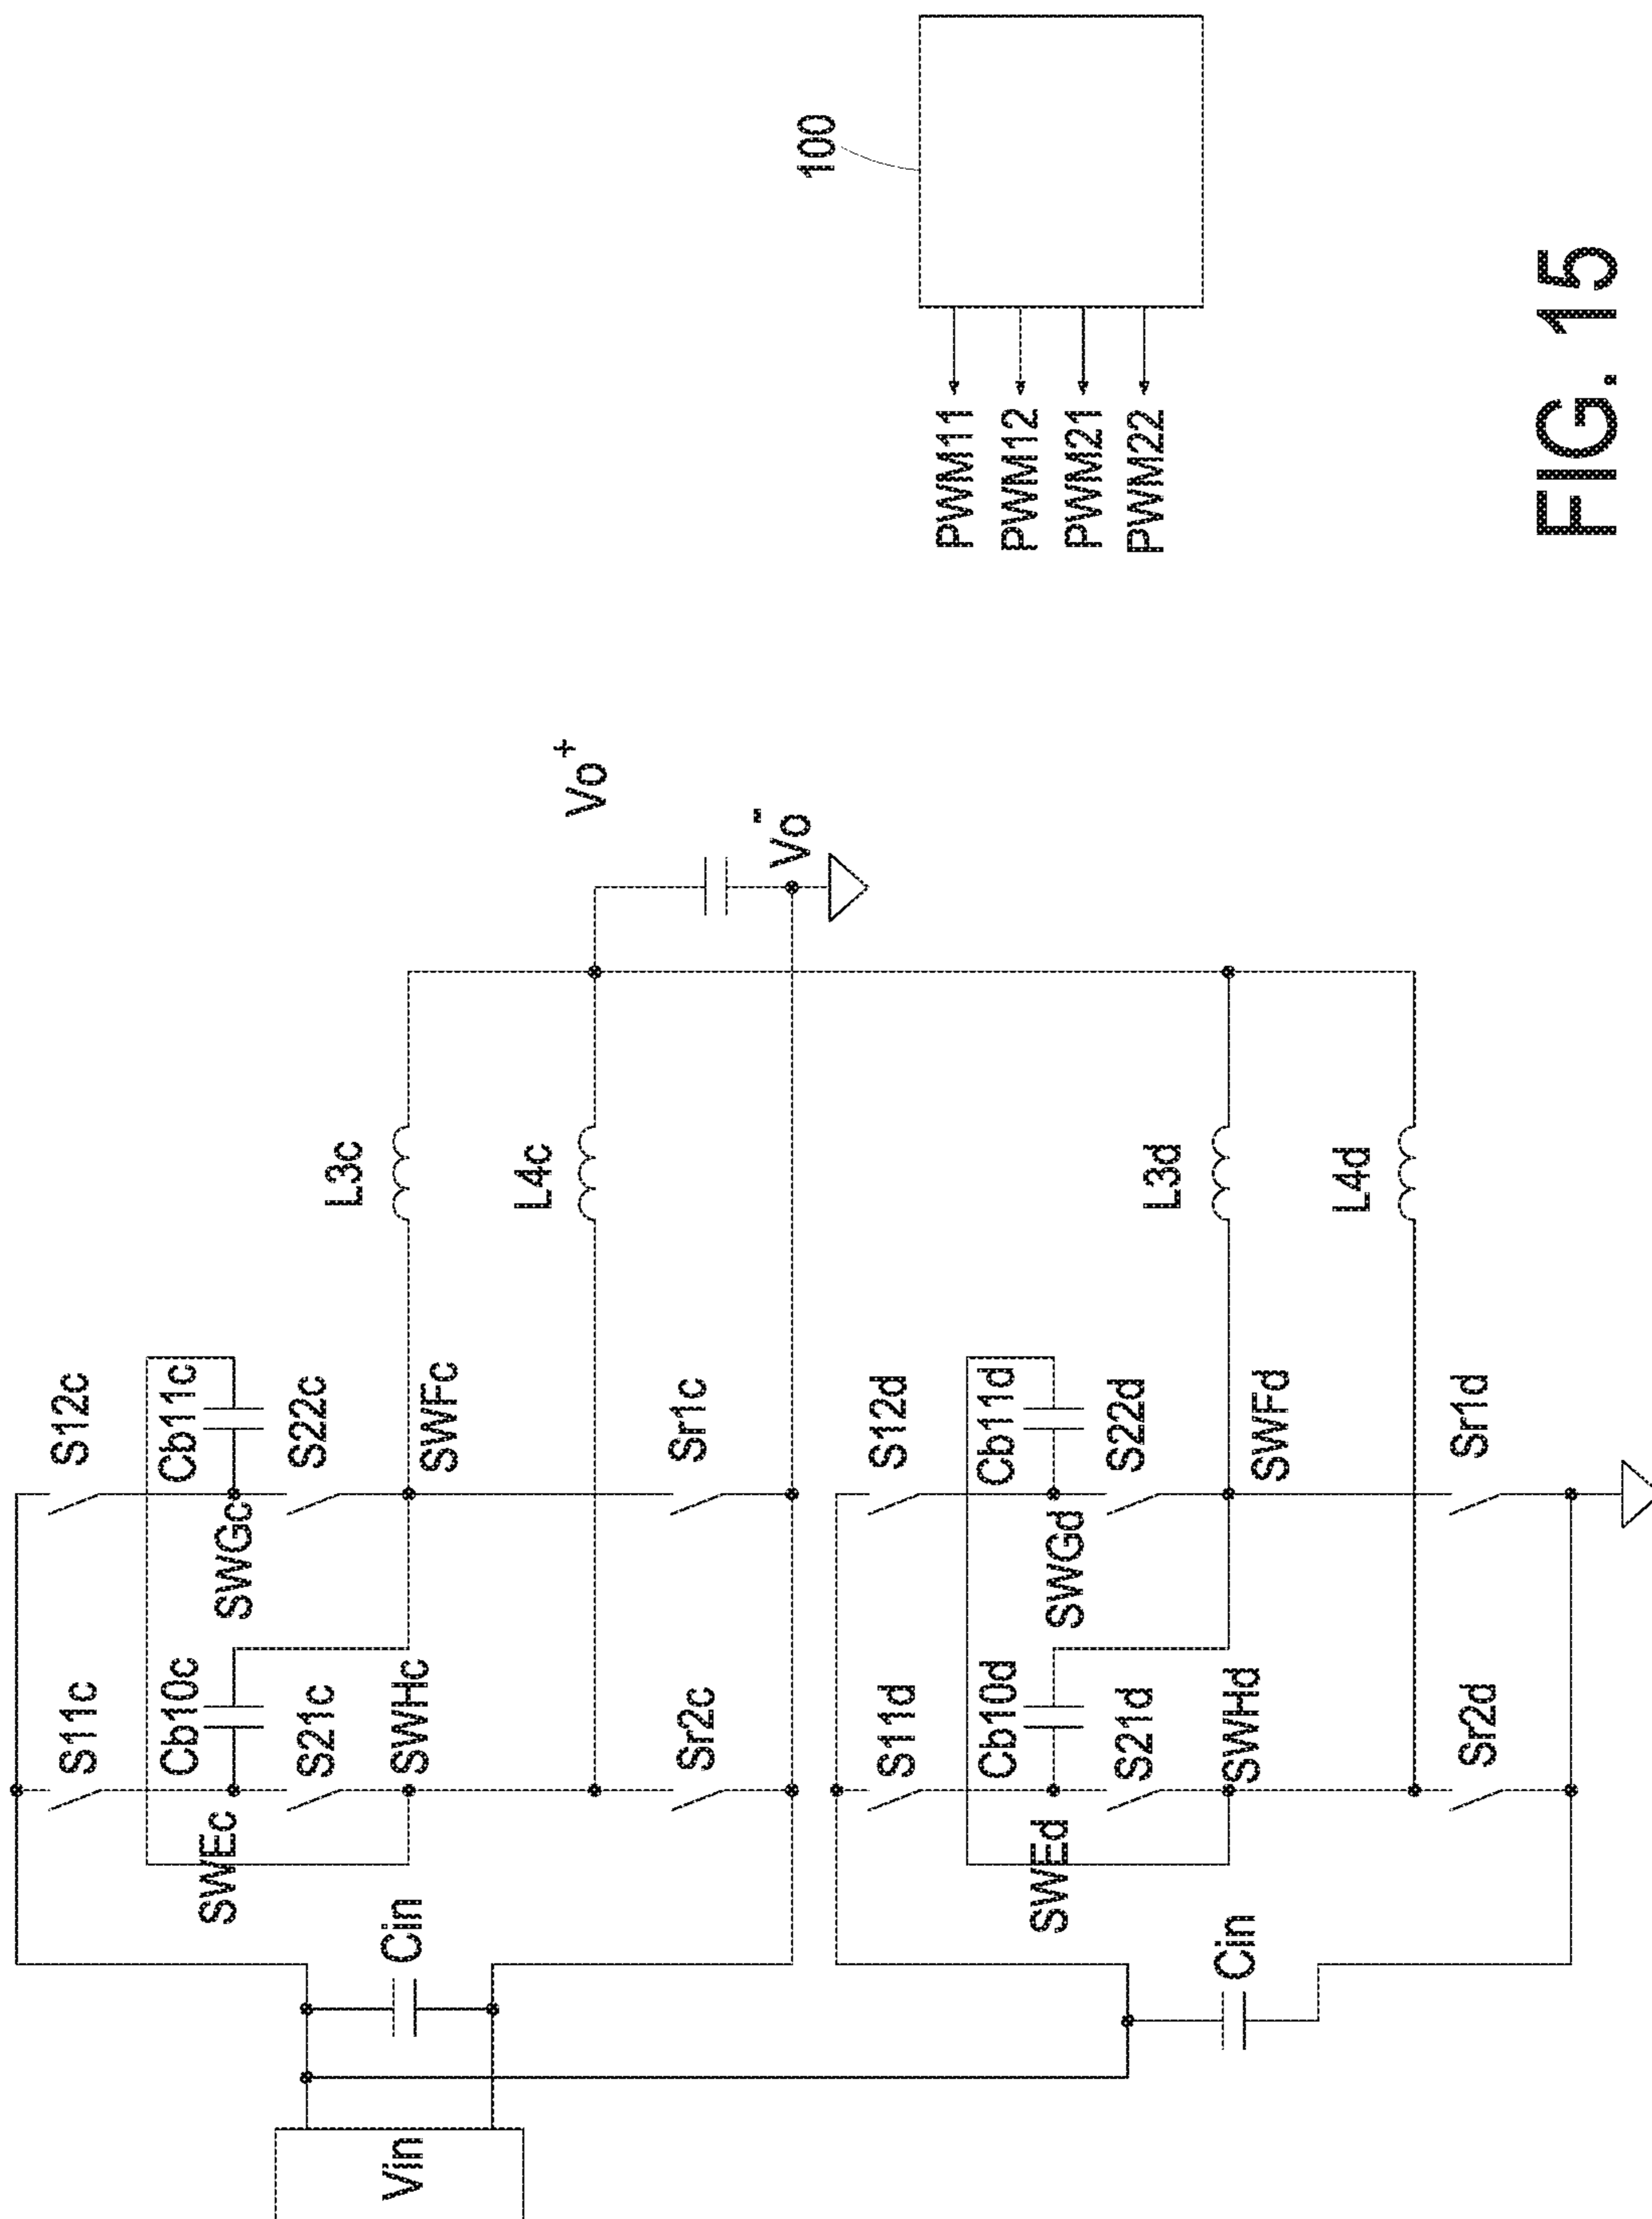 Vin
Cin
S11c
S12c
SWEc
Cb10c
SWGc
Cb11c
S21c
S22c
SWHc
SWFc
Sr2c
Sr1c
L3c
L4c
Vo+
Vo-
Cin
S11d
S12d
SWEd
Cb10d
SWGd
Cb11d
S21d
S22d
SWHd
SWFd
Sr2d
Sr1d
L3d
L4d
100
PWM11
PWM12
PWM21
PWM22
FIG. 15